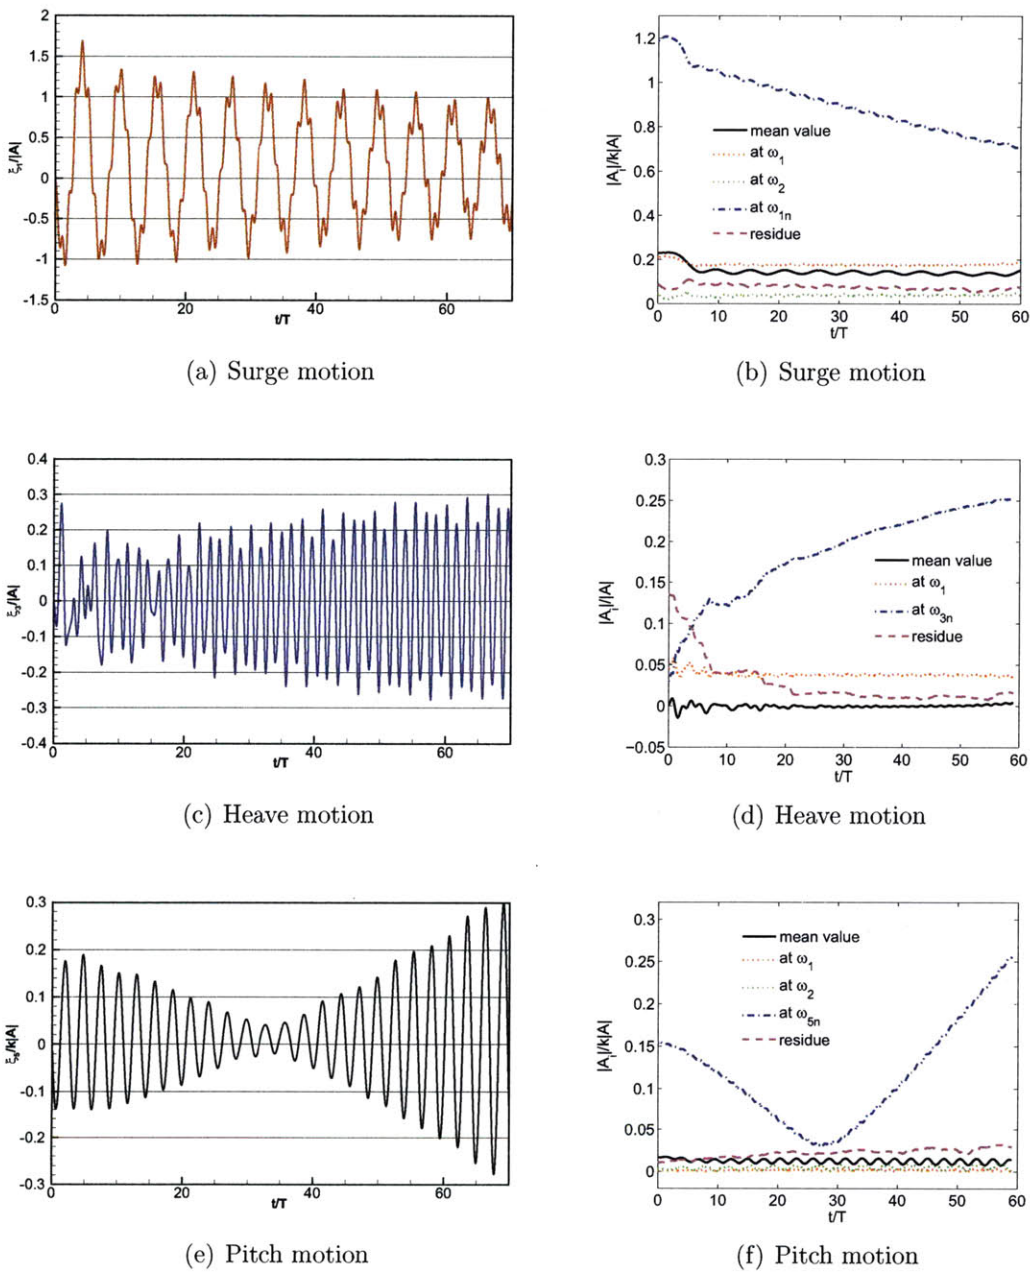 2
1.5
1
0.5
0
-0.5
-1
-1.5
ξ₁/|A|
0 20 40 60
t/T
(a) Surge motion
1.2
0.8
0.6
0.4
0.2
0
|Aᵢ|/k|A|
mean value
at ω₁
at ω₂
at ω₁ₙ
residue
0 10 20 30 40 50 60
t/T
(b) Surge motion
0.4
0.3
0.2
0.1
0
-0.1
-0.2
-0.3
-0.4
ξ₃/|A|
0 20 40 60
t/T
(c) Heave motion
0.3
0.25
0.2
0.15
0.1
0.05
0
−0.05
|Aᵢ|/|A|
mean value
at ω₁
at ω₃ₙ
residue
0 10 20 30 40 50 60
t/T
(d) Heave motion
0.3
0.2
0.1
0
-0.1
-0.2
-0.3
ξ₅/k|A|
0 20 40 60
t/T
(e) Pitch motion
0.3
0.25
0.2
0.15
0.1
0.05
0
|Aᵢ|/k|A|
mean value
at ω₁
at ω₂
at ω₅ₙ
residue
0 10 20 30 40 50 60
t/T
(f) Pitch motion